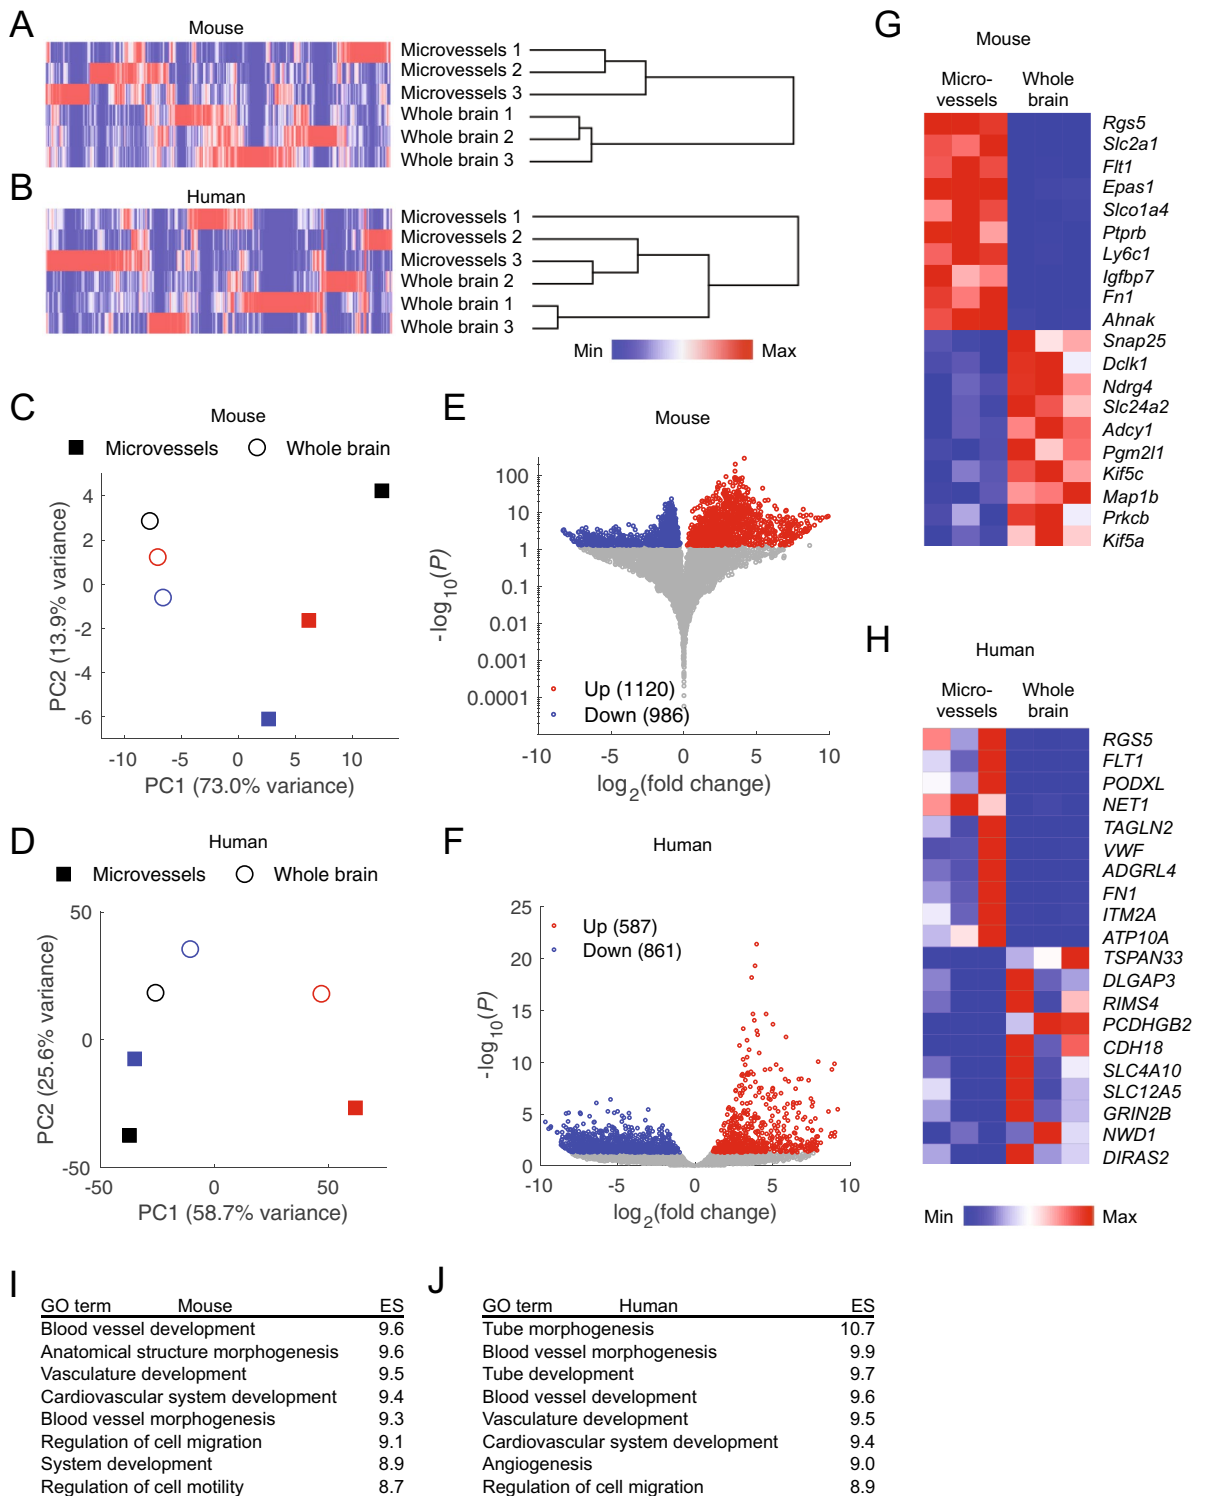 A
Mouse
Microvessels 1
Microvessels 2
Microvessels 3
Whole brain 1
Whole brain 2
Whole brain 3
B
Human
Microvessels 1
Microvessels 2
Microvessels 3
Whole brain 2
Whole brain 1
Whole brain 3
Min Max
C
Mouse
Microvessels Whole brain
4
2
0
-2
-4
-6
PC2 (13.9% variance)
-10 -5 0 5 10
PC1 (73.0% variance)
D
Human
Microvessels Whole brain
50
0
-50
PC2 (25.6% variance)
-50 0 50
PC1 (58.7% variance)
E
Mouse
100
10
1
0.1
0.01
0.001
0.0001
-log10(P)
Up (1120)
Down (986)
-10 -5 0 5 10
log2(fold change)
F
Human
25
20
15
10
5
0
-log10(P)
Up (587)
Down (861)
-10 -5 0 5 10
log2(fold change)
G
Mouse
Micro- Whole
vessels brain
Rgs5
Slc2a1
Flt1
Epas1
Slco1a4
Ptprb
Ly6c1
Igfbp7
Fn1
Ahnak
Snap25
Dclk1
Ndrg4
Slc24a2
Adcy1
Pgm2l1
Kif5c
Map1b
Prkcb
Kif5a
H
Human
Micro- Whole
vessels brain
RGS5
FLT1
PODXL
NET1
TAGLN2
VWF
ADGRL4
FN1
ITM2A
ATP10A
TSPAN33
DLGAP3
RIMS4
PCDHGB2
CDH18
SLC4A10
SLC12A5
GRIN2B
NWD1
DIRAS2
Min Max
I
GO term Mouse ES
Blood vessel development 9.6
Anatomical structure morphogenesis 9.6
Vasculature development 9.5
Cardiovascular system development 9.4
Blood vessel morphogenesis 9.3
Regulation of cell migration 9.1
System development 8.9
Regulation of cell motility 8.7
J
GO term Human ES
Tube morphogenesis 10.7
Blood vessel morphogenesis 9.9
Tube development 9.7
Blood vessel development 9.6
Vasculature development 9.5
Cardiovascular system development 9.4
Angiogenesis 9.0
Regulation of cell migration 8.9